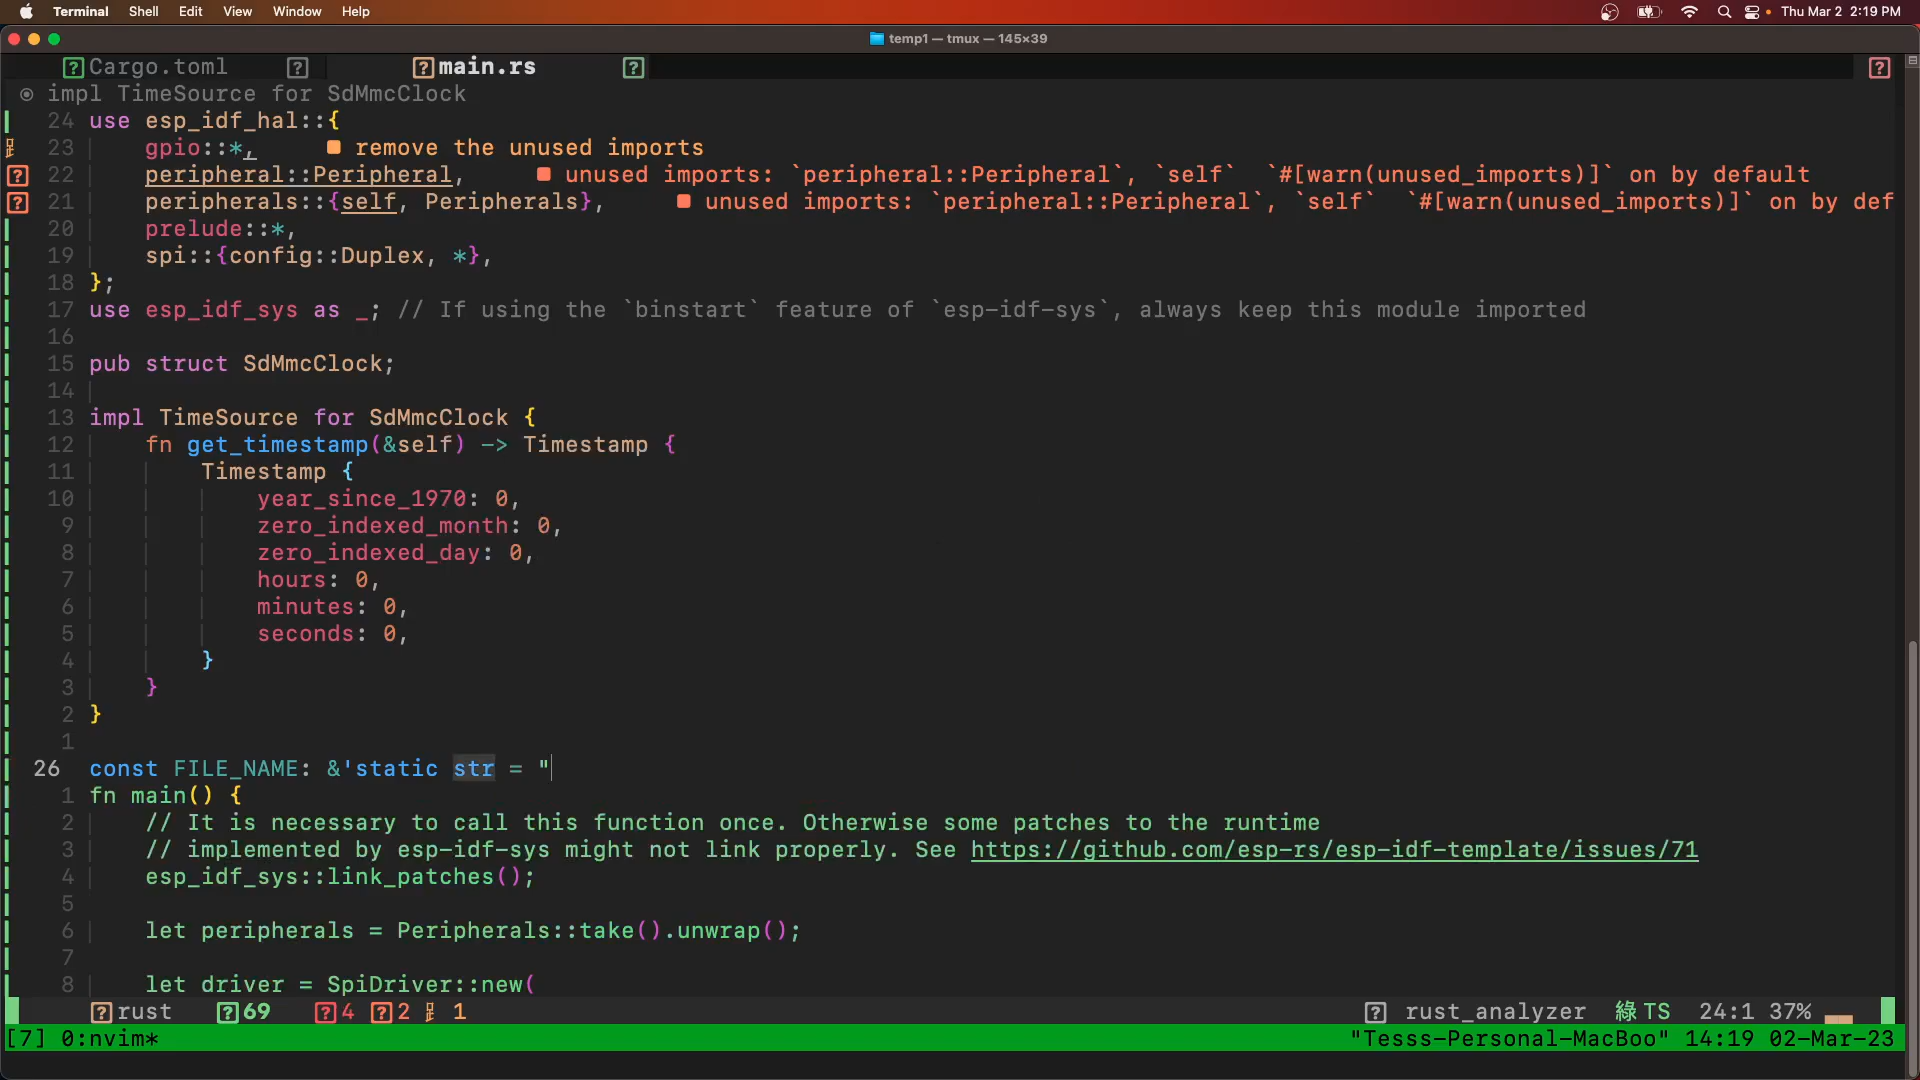 Terminal Shell Edit View Window Help Thu Mar 2 2:19 PM
temp1 — tmux — 145×39
Cargo.toml main.rs
impl TimeSource for SdMmcClock
24 use esp_idf_hal::{
23 gpio::*, ■ remove the unused imports
22 peripheral::Peripheral, ■ unused imports: `peripheral::Peripheral`, `self` `#[warn(unused_imports)]` on by default
21 peripherals::{self, Peripherals}, ■ unused imports: `peripheral::Peripheral`, `self` `#[warn(unused_imports)]` on by def
20 prelude::*,
19 spi::{config::Duplex, *},
18 };
17 use esp_idf_sys as _; // If using the `binstart` feature of `esp-idf-sys`, always keep this module imported
16
15 pub struct SdMmcClock;
14
13 impl TimeSource for SdMmcClock {
12 fn get_timestamp(&self) -> Timestamp {
11 Timestamp {
10 year_since_1970: 0,
9 zero_indexed_month: 0,
8 zero_indexed_day: 0,
7 hours: 0,
6 minutes: 0,
5 seconds: 0,
4 }
3 }
2 }
1
26 const FILE_NAME: &'static str = "
1 fn main() {
2 // It is necessary to call this function once. Otherwise some patches to the runtime
3 // implemented by esp-idf-sys might not link properly. See https://github.com/esp-rs/esp-idf-template/issues/71
4 esp_idf_sys::link_patches();
5
6 let peripherals = Peripherals::take().unwrap();
7
8 let driver = SpiDriver::new(
rust 69 4 2 1 rust_analyzer 綠 TS 24:1 37%
[7] 0:nvim* "Tesss-Personal-MacBoo" 14:19 02-Mar-23